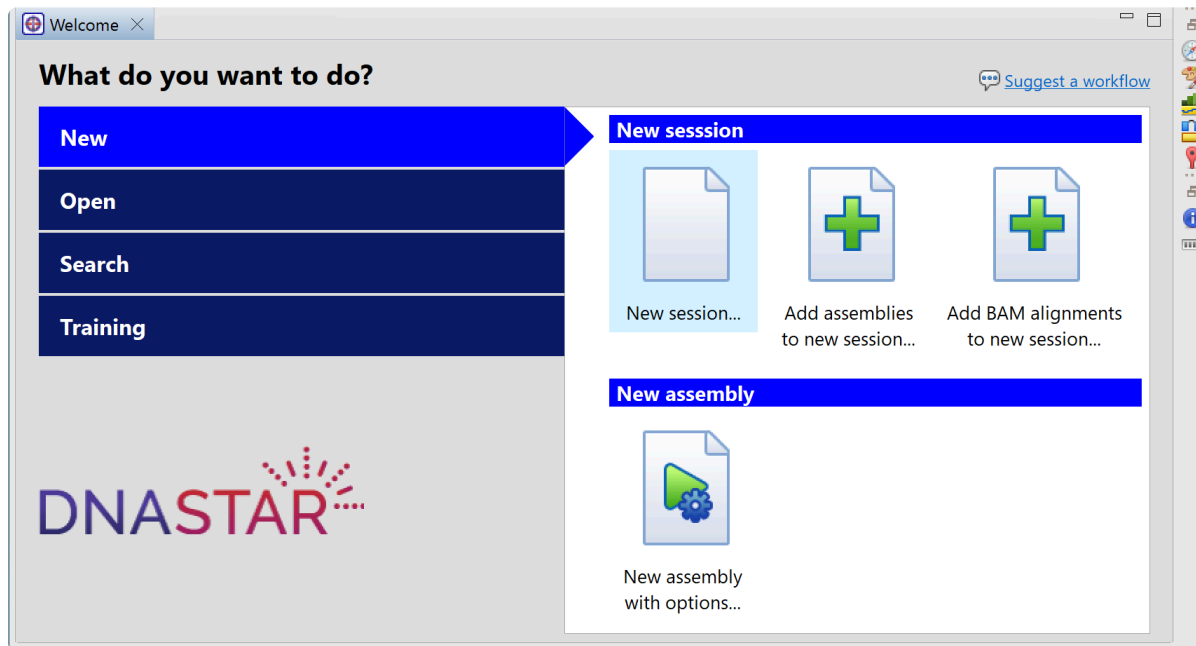 Welcome
What do you want to do?
Suggest a workflow
New
Open
Search
Training
New sesssion
New session...
Add assemblies
to new session...
Add BAM alignments
to new session...
New assembly
New assembly
with options...
DNASTAR